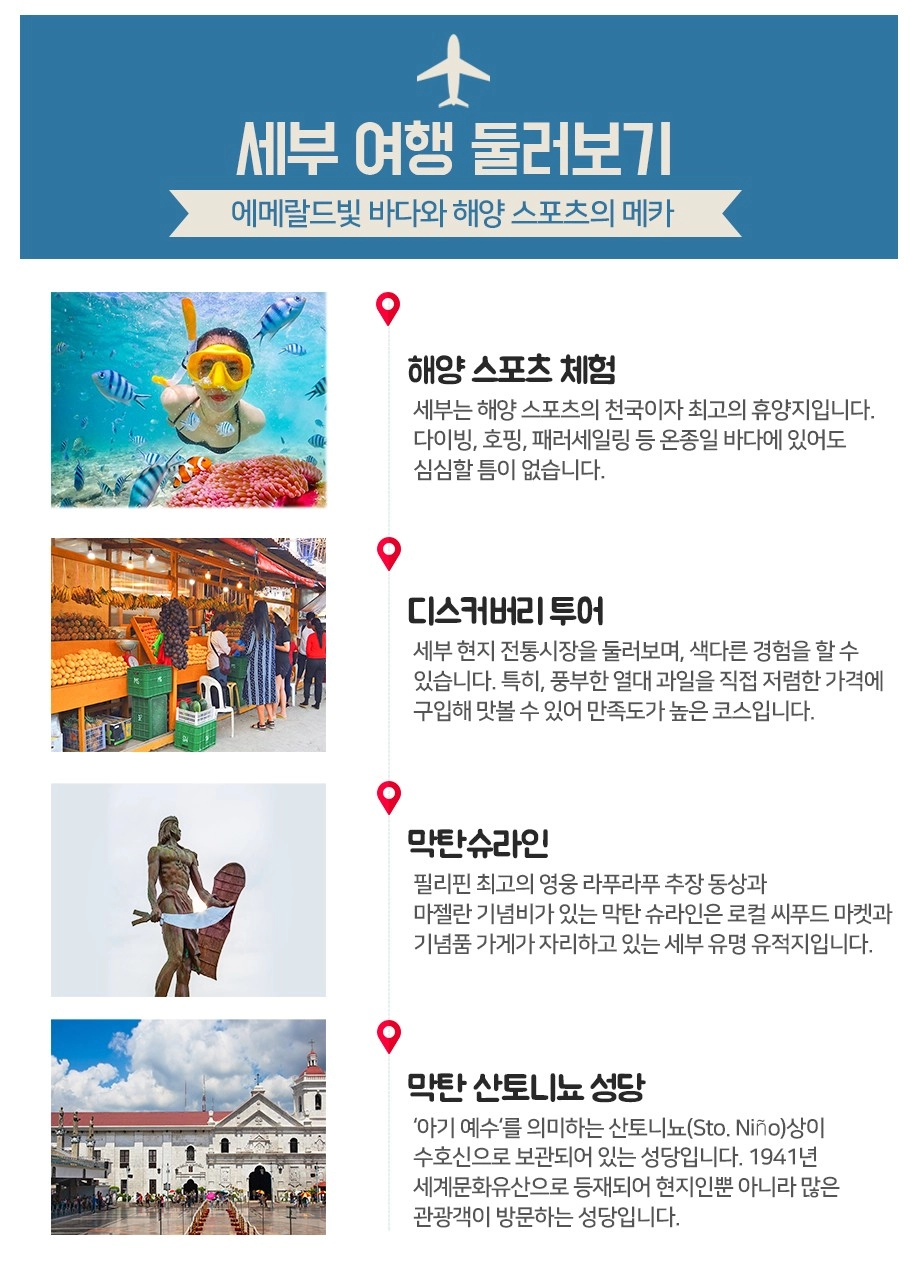 세부 여행 둘러보기
에메랄드빛 바다와 해양 스포츠의 메카
해양 스포츠 체험
세부는 해양 스포츠의 천국이자 최고의 휴양지입니다.
다이빙, 호핑, 패러세일링 등 온종일 바다에 있어도
심심할 틈이 없습니다.
디스커버리 투어
세부 현지 전통시장을 둘러보며, 색다른 경험을 할 수
있습니다. 특히, 풍부한 열대 과일을 직접 저렴한 가격에
구입해 맛볼 수 있어 만족도가 높은 코스입니다.
막탄슈라인
필리핀 최고의 영웅 라푸라푸 추장 동상과
마젤란 기념비가 있는 막탄 슈라인은 로컬 씨푸드 마켓과
기념품 가게가 자리하고 있는 세부 유명 유적지입니다.
막탄 산토니뇨 성당
‘아기 예수’를 의미하는 산토니뇨(Sto. Niño)상이
수호신으로 보관되어 있는 성당입니다. 1941년
세계문화유산으로 등재되어 현지인뿐 아니라 많은
관광객이 방문하는 성당입니다.